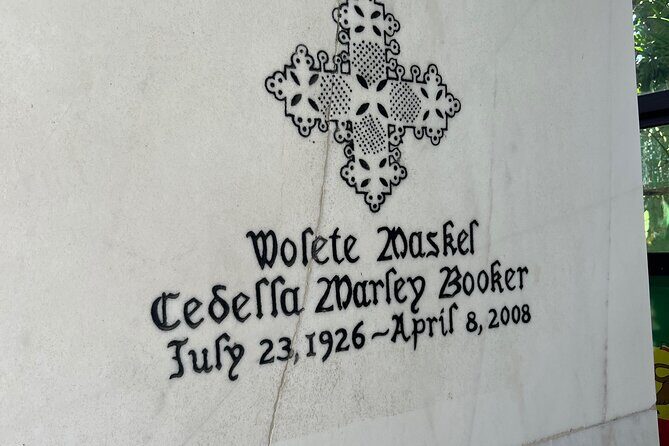 Wolete Maskel
Cedella Marley Booker
July 23, 1926~April 8, 2008